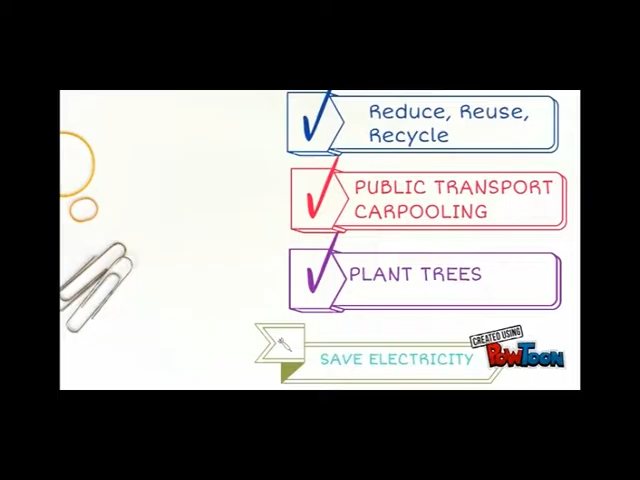 Reduce, Reuse,
Recycle
PUBLIC TRANSPORT
CARPOOLING
PLANT TREES
SAVE ELECTRICITY
CREATED USING
POWTOON